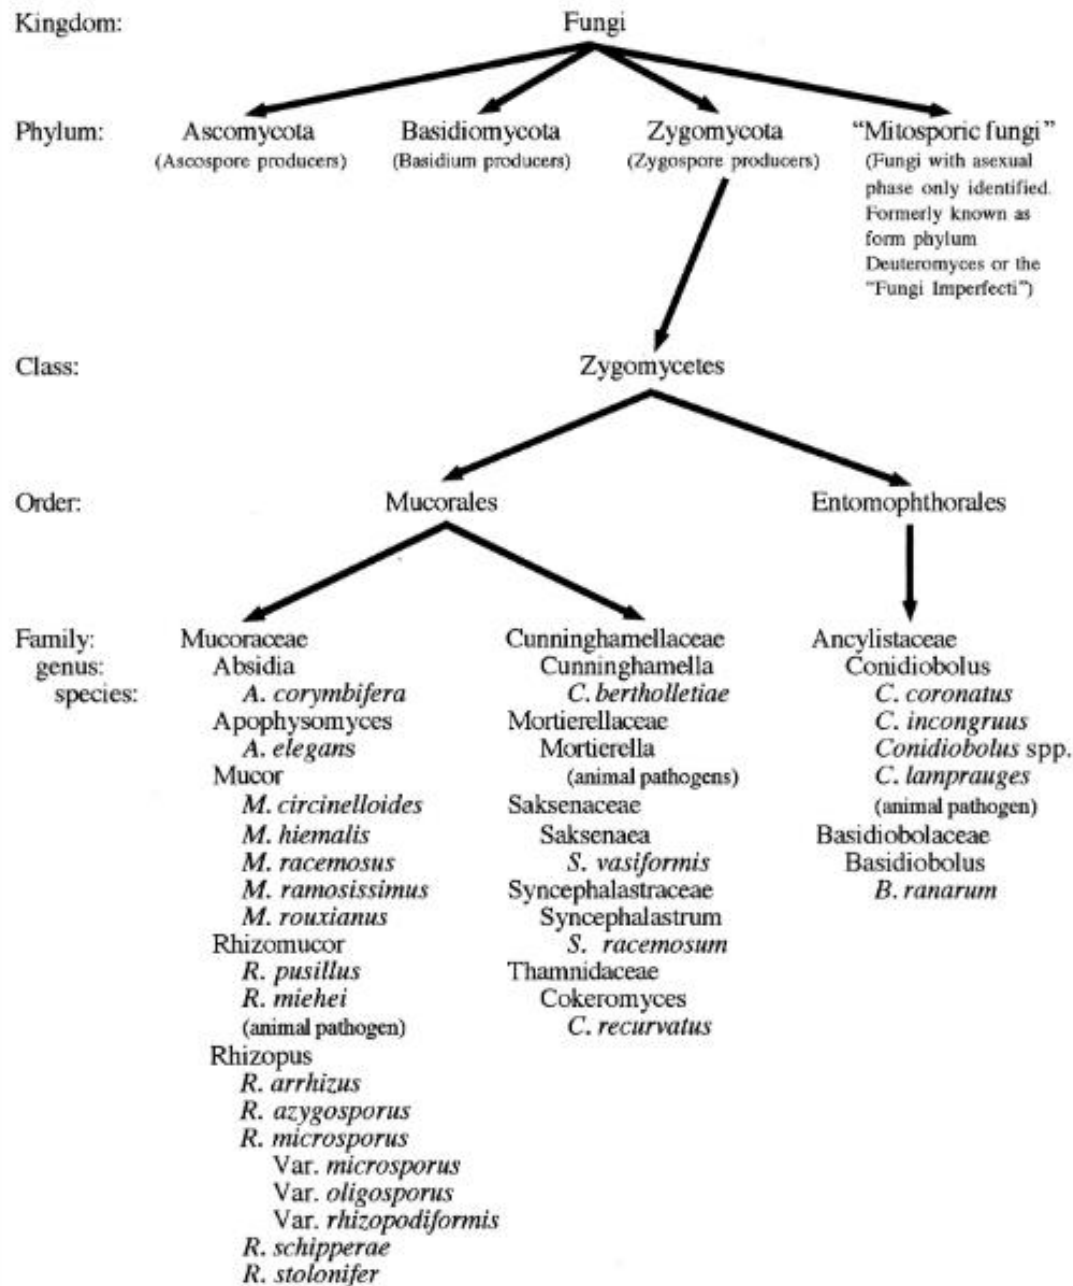 Kingdom: Fungi
Phylum: Ascomycota Basidiomycota Zygomycota "Mitosporic fungi"
(Ascospore producers) (Basidium producers) (Zygospore producers) (Fungi with asexual
phase only identified.
Formerly known as
form phylum
Deuteromyces or the
"Fungi Imperfecti")
Class: Zygomycetes
Order: Mucorales Entomophthorales
Family: Mucoraceae Cunninghamellaceae Ancylistaceae
genus: Absidia Cunninghamella Conidiobolus
species: A. corymbifera C. bertholletiae C. coronatus
Apophysomyces Mortierellaceae C. incongruus
A. elegans Mortierella Conidiobolus spp.
Mucor (animal pathogens) C. lamprauges
M. circinelloides Saksenaceae (animal pathogen)
M. hiemalis Saksenaea Basidiobolaceae
M. racemosus S. vasiformis Basidiobolus
M. ramosissimus Syncephalastraceae B. ranarum
M. rouxianus Syncephalastrum
Rhizomucor S. racemosum
R. pusillus Thamnidaceae
R. miehei Cokeromyces
(animal pathogen) C. recurvatus
Rhizopus
R. arrhizus
R. azygosporus
R. microsporus
Var. microsporus
Var. oligosporus
Var. rhizopodiformis
R. schipperae
R. stolonifer